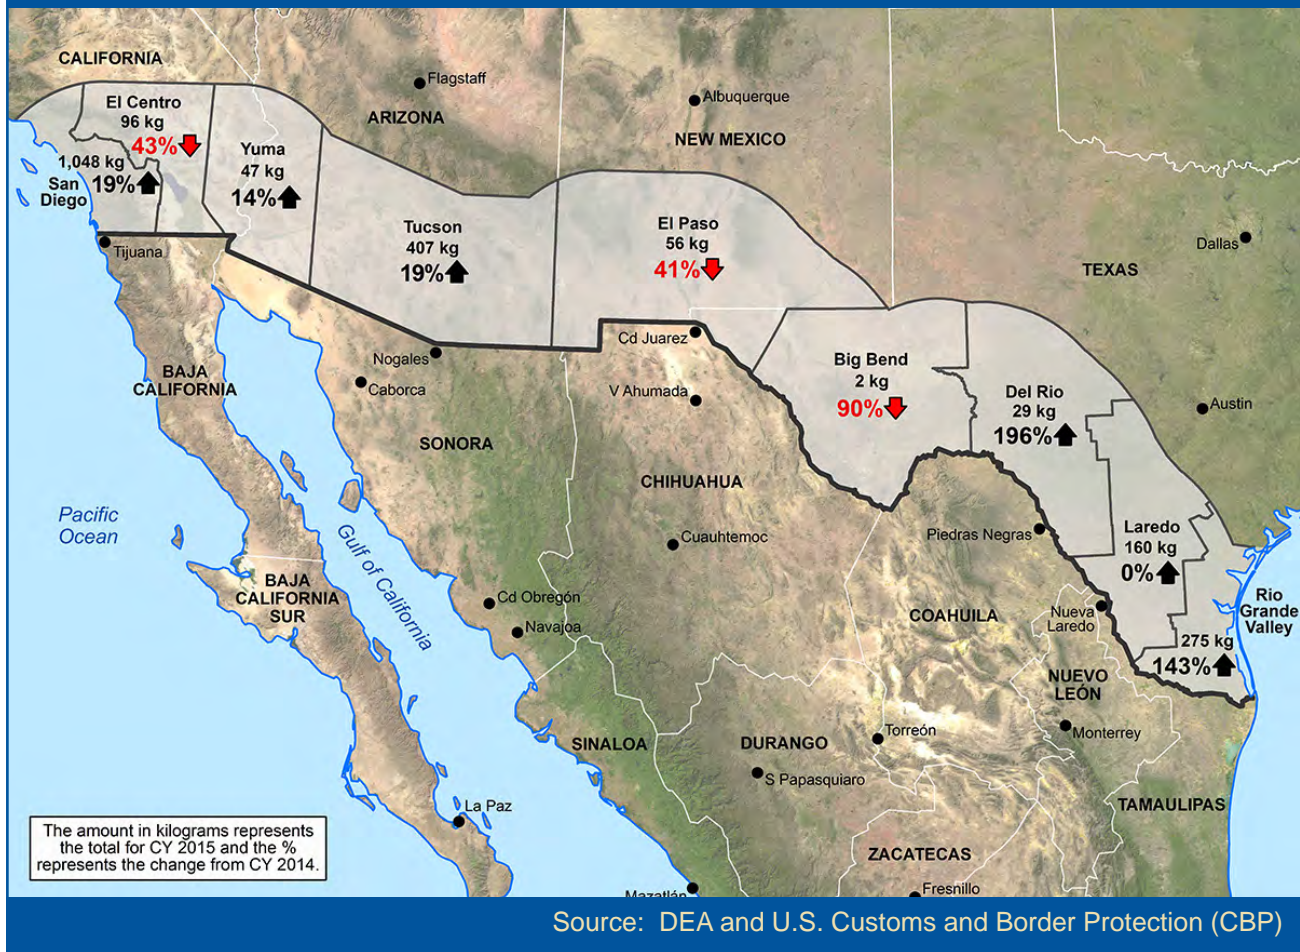 CALIFORNIA
Flagstaff
ARIZONA
Albuquerque
NEW MEXICO
El Centro
96 kg
43%
1,048 kg
19%
San
Diego
Yuma
47 kg
14%
Tucson
407 kg
19%
El Paso
56 kg
41%
Dallas
TEXAS
Tijuana
Nogales
Caborca
Cd Juarez
V Ahumada
Big Bend
2 kg
90%
Del Rio
29 kg
196%
Austin
BAJA
CALIFORNIA
SONORA
CHIHUAHUA
Pacific
Ocean
Gulf of California
Cuauhtemoc
Piedras Negras
Laredo
160 kg
0%
Rio
Grande
Valley
275 kg
143%
BAJA
CALIFORNIA
SUR
Cd Obregón
Navajoa
COAHUILA
Nueva
Laredo
NUEVO
LEÓN
Monterrey
SINALOA
DURANGO
Torreón
S Papasquiaro
TAMAULIPAS
La Paz
The amount in kilograms represents
the total for CY 2015 and the %
represents the change from CY 2014.
ZACATECAS
Mazatlán
Fresnillo
Source: DEA and U.S. Customs and Border Protection (CBP)